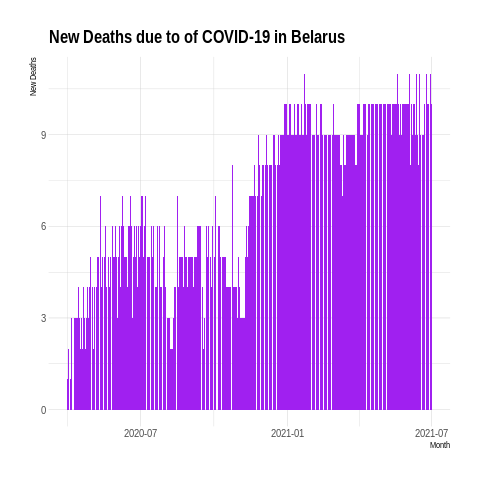 New Deaths due to of COVID-19 in Belarus
New Deaths
9
6
3
0
2020-07
2021-01
2021-07
Month